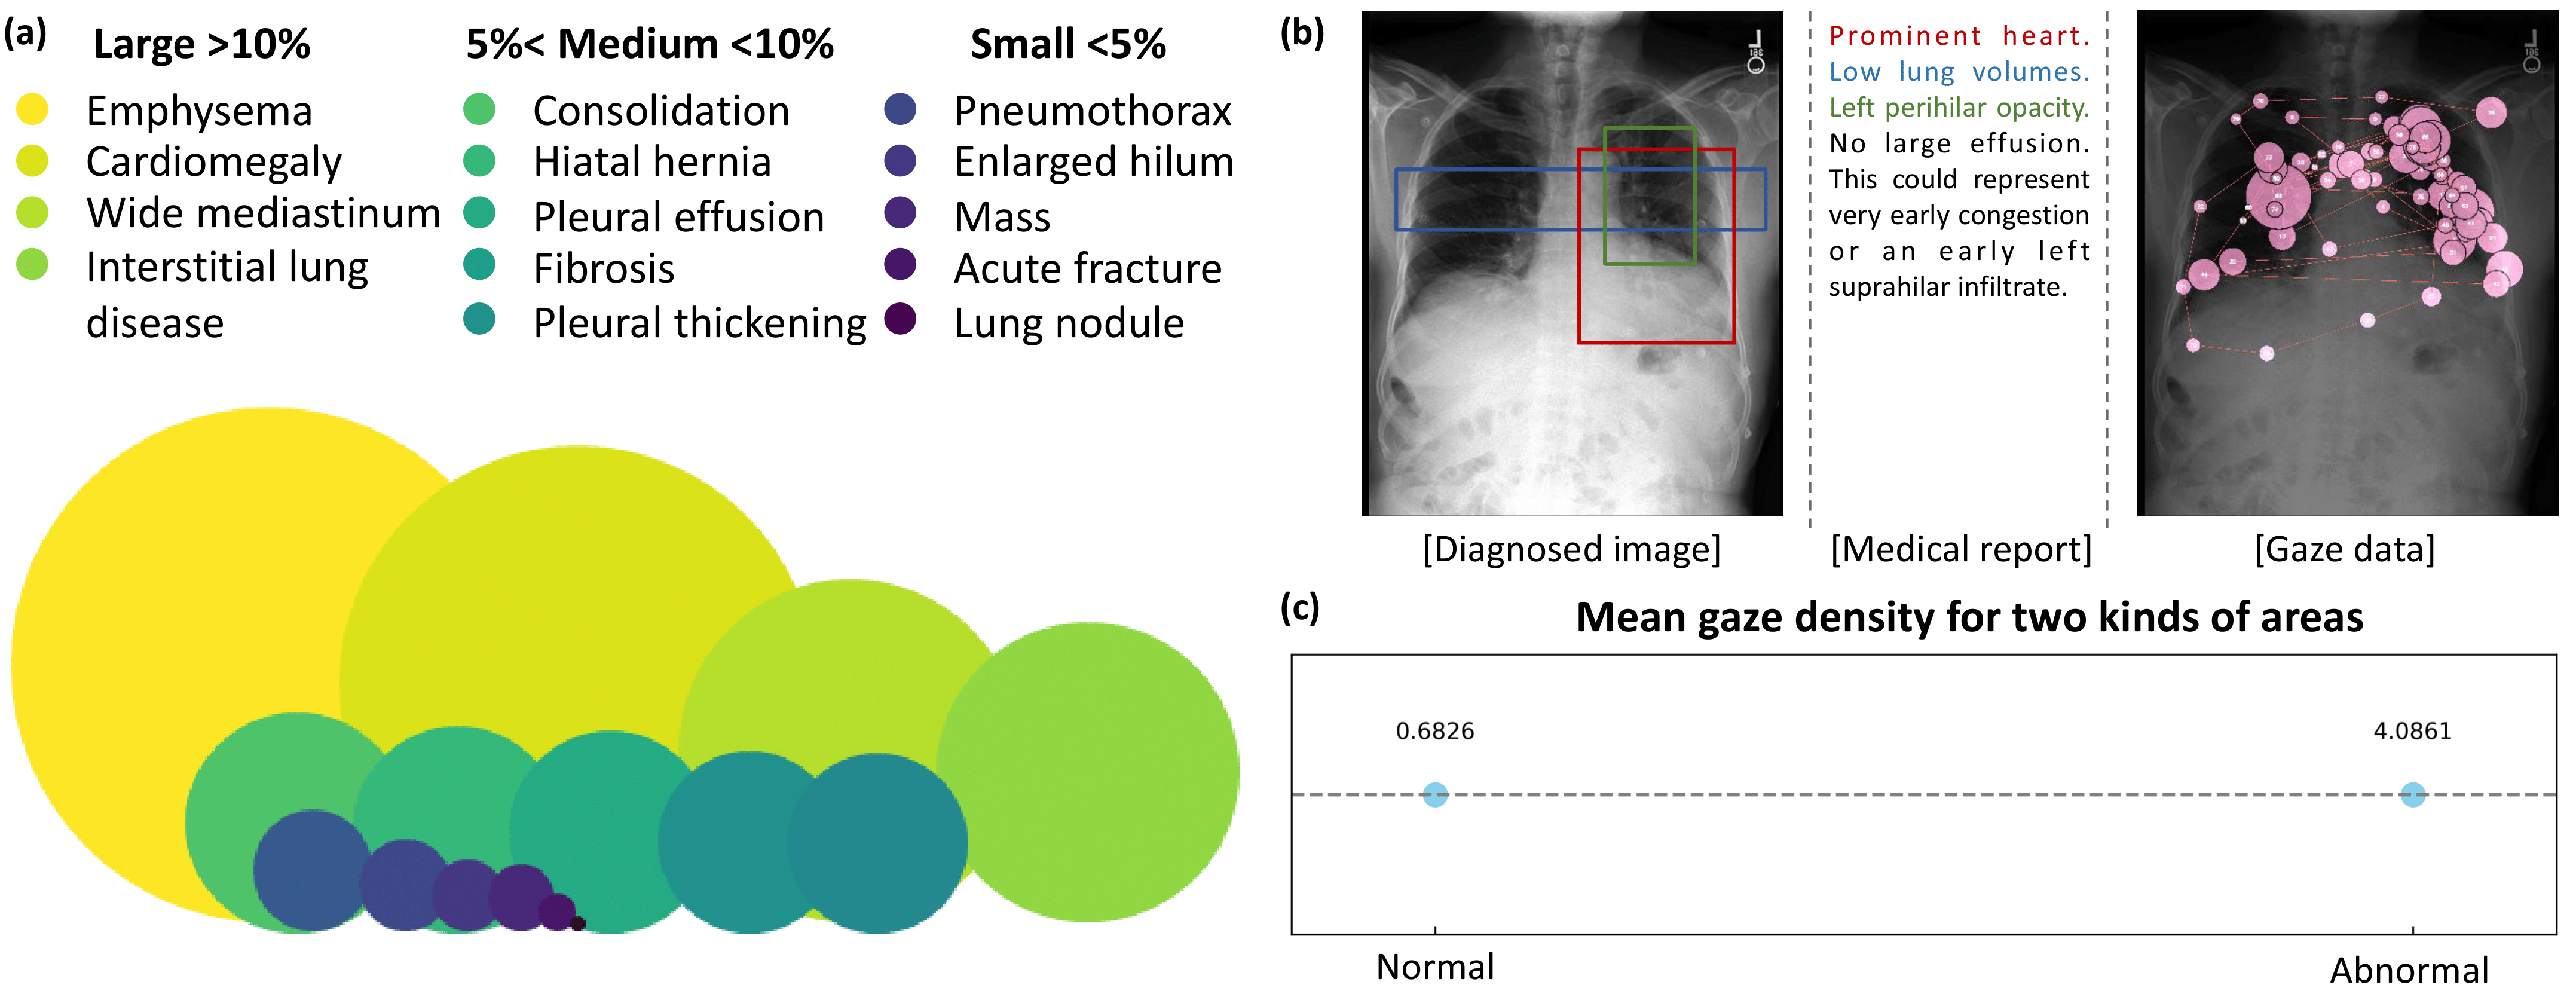 (a)
Large >10%
Emphysema
Cardiomegaly
Wide mediastinum
Interstitial lung
disease
5%< Medium <10%
Consolidation
Hiatal hernia
Pleural effusion
Fibrosis
Pleural thickening
Small <5%
Pneumothorax
Enlarged hilum
Mass
Acute fracture
Lung nodule
(b)
[Diagnosed image]
Prominent heart.
Low lung volumes.
Left perihilar opacity.
No large effusion.
This could represent
very early congestion
or an early left
suprahilar infiltrate.
[Medical report]
[Gaze data]
(c)
Mean gaze density for two kinds of areas
0.6826
4.0861
Normal
Abnormal